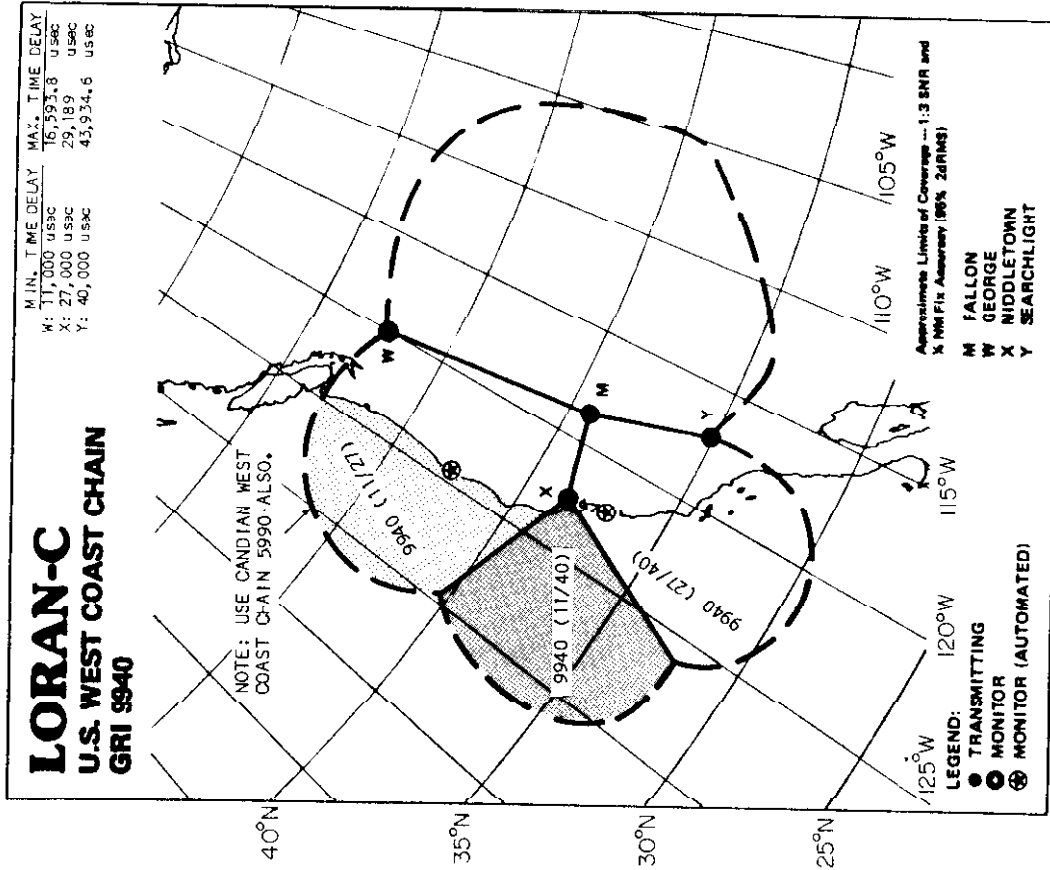 LORAN-C
U.S. WEST COAST CHAIN
GRI 9940
MIN. TIME DELAY MAX. TIME DELAY
W: 11,000 usec 16,593.8 usec
X: 27,000 usec 29,189 usec
Y: 40,000 usec 43,934.6 usec
NOTE: USE CANDIAN WEST
COAST CHAIN 5990 ALSO.
9940 (11/27)
9940 (11/40)
9940 (27/40)
W
M
X
Y
40°N
35°N
30°N
25°N
125°W
120°W
115°W
110°W
105°W
LEGEND:
TRANSMITTING
MONITOR
MONITOR (AUTOMATED)
Approximate Limits of Coverage -- 1:3 SNR and
¼ NM Fix Accuracy (95% 2dRMS)
M FALLON
W GEORGE
X MIDDLETOWN
Y SEARCHLIGHT